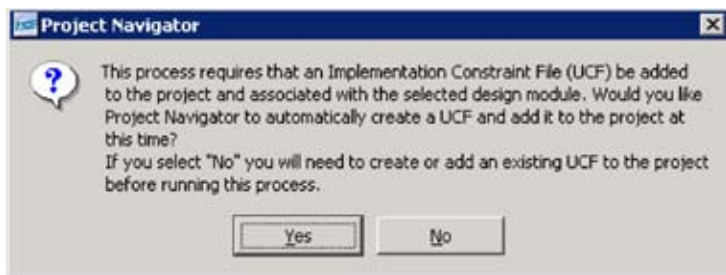 Project Navigator
This process requires that an Implementation Constraint File (UCF) be added
to the project and associated with the selected design module. Would you like
Project Navigator to automatically create a UCF and add it to the project at
this time?
If you select "No" you will need to create or add an existing UCF to the project
before running this process.
Yes
No